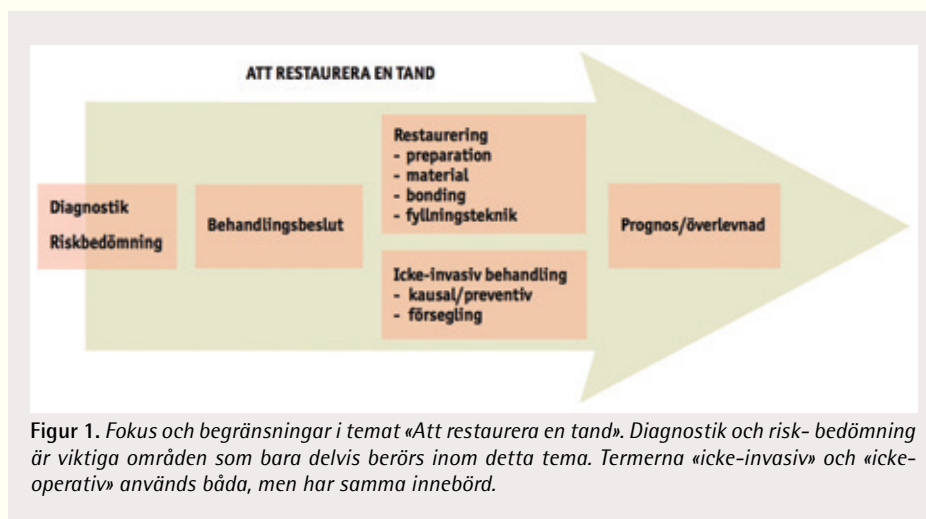 ATT RESTAURERA EN TAND
Diagnostik
Riskbedömning
Behandlingsbeslut
Restaurering
- preparation
- material
- bonding
- fyllningsteknik
Icke-invasiv behandling
- kausal/preventiv
- försegling
Prognos/överlevnad
Figur 1. Fokus och begränsningar i temat «Att restaurera en tand». Diagnostik och risk- bedömning
är viktiga områden som bara delvis berörs inom detta tema. Termerna «icke-invasiv» och «icke-
operativ» används båda, men har samma innebörd.